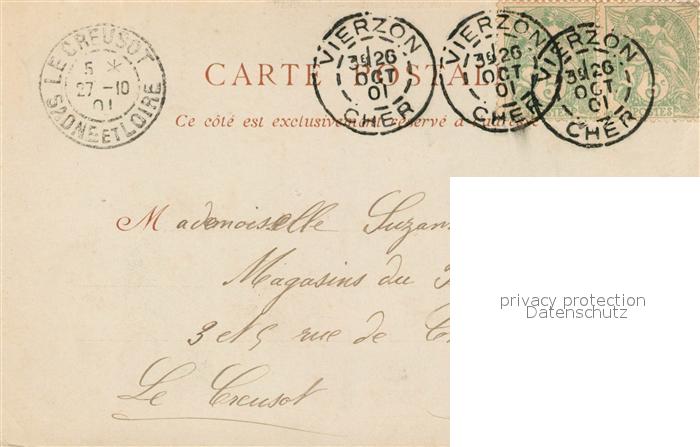 LE CREUSOT
5 *
27 -10
01
SÂONE ET LOIRE
VIERZON
3E 26
OCT
01
CHER
VIERZON
3E 26
OCT
01
CHER
VIERZON
3E 26
OCT
01
CHER
CARTE POSTALE
Ce côté est exclusivement réservé à l'adresse
Mademoiselle Suzan
Magasins du
3 et 5 rue de
Le Creusot
privacy protection
Datenschutz